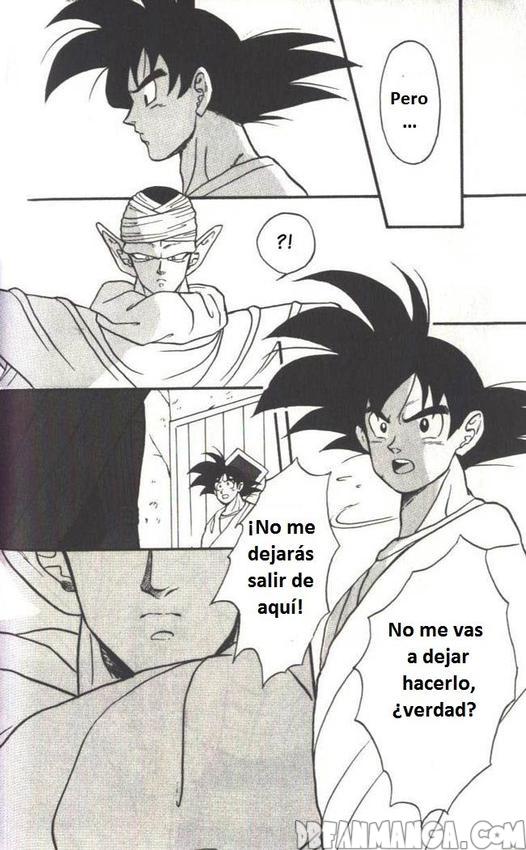 Pero
...
?!
¡No me
dejarás
salir de
aquí!
No me vas
a dejar
hacerlo,
¿verdad?
DBFANMANGA.COM